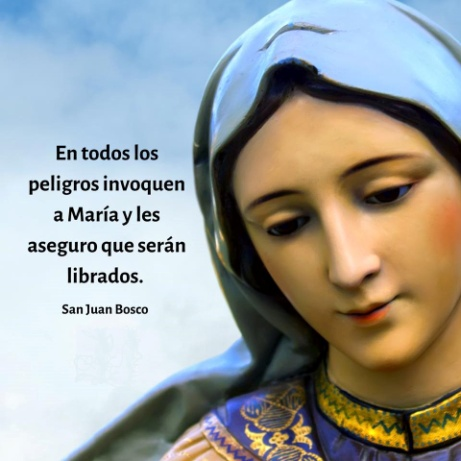 En todos los
peligros invoquen
a María y les
aseguro que serán
librados.
San Juan Bosco